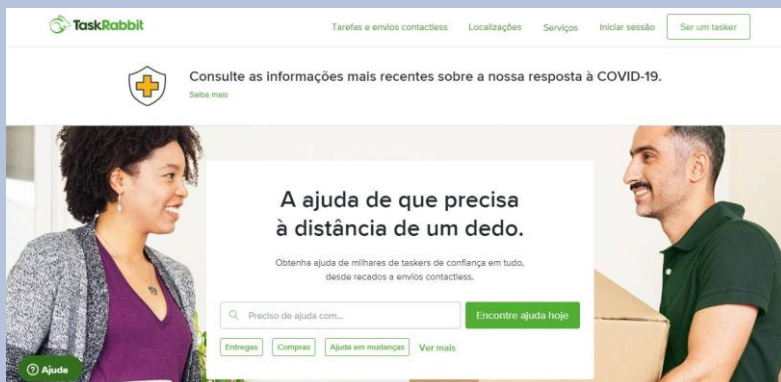 TaskRabbit
Tarefas e envios contactless Localizações Serviços Iniciar sessão Ser um tasker
Consulte as informações mais recentes sobre a nossa resposta à COVID-19.
Saiba mais
A ajuda de que precisa
à distância de um dedo.
Obtenha ajuda de milhares de taskers de confiança em tudo,
desde recados a envios contactless.
Preciso de ajuda com... Encontre ajuda hoje
Entregas Compras Ajuda em mudanças Ver mais
Ajuda